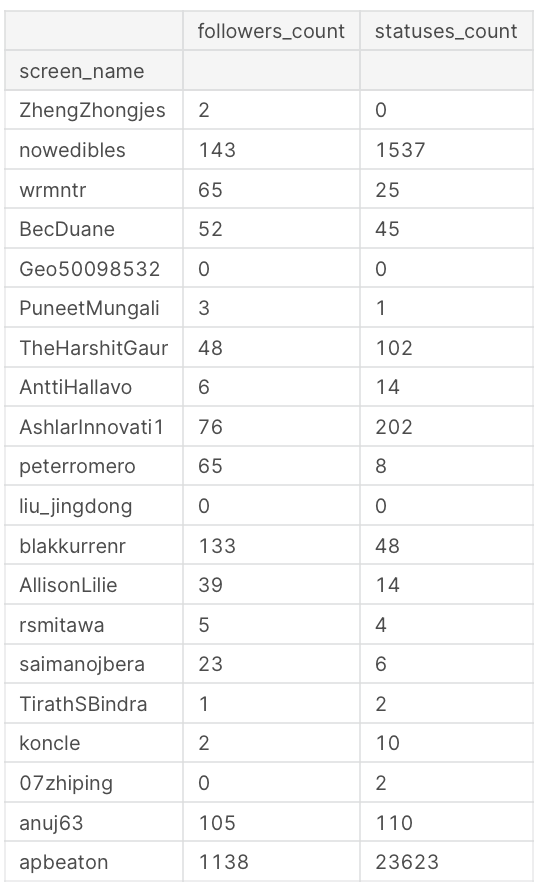 followers_count statuses_count
screen_name
ZhengZhongjes 2 0
nowedibles 143 1537
wrmntr 65 25
BecDuane 52 45
Geo50098532 0 0
PuneetMungali 3 1
TheHarshitGaur 48 102
AnttiHallavo 6 14
AshlarInnovati1 76 202
peterromero 65 8
liu_jingdong 0 0
blakkurrenr 133 48
AllisonLilie 39 14
rsmitawa 5 4
saimanojbera 23 6
TirathSBindra 1 2
koncle 2 10
07zhiping 0 2
anuj63 105 110
apbeaton 1138 23623